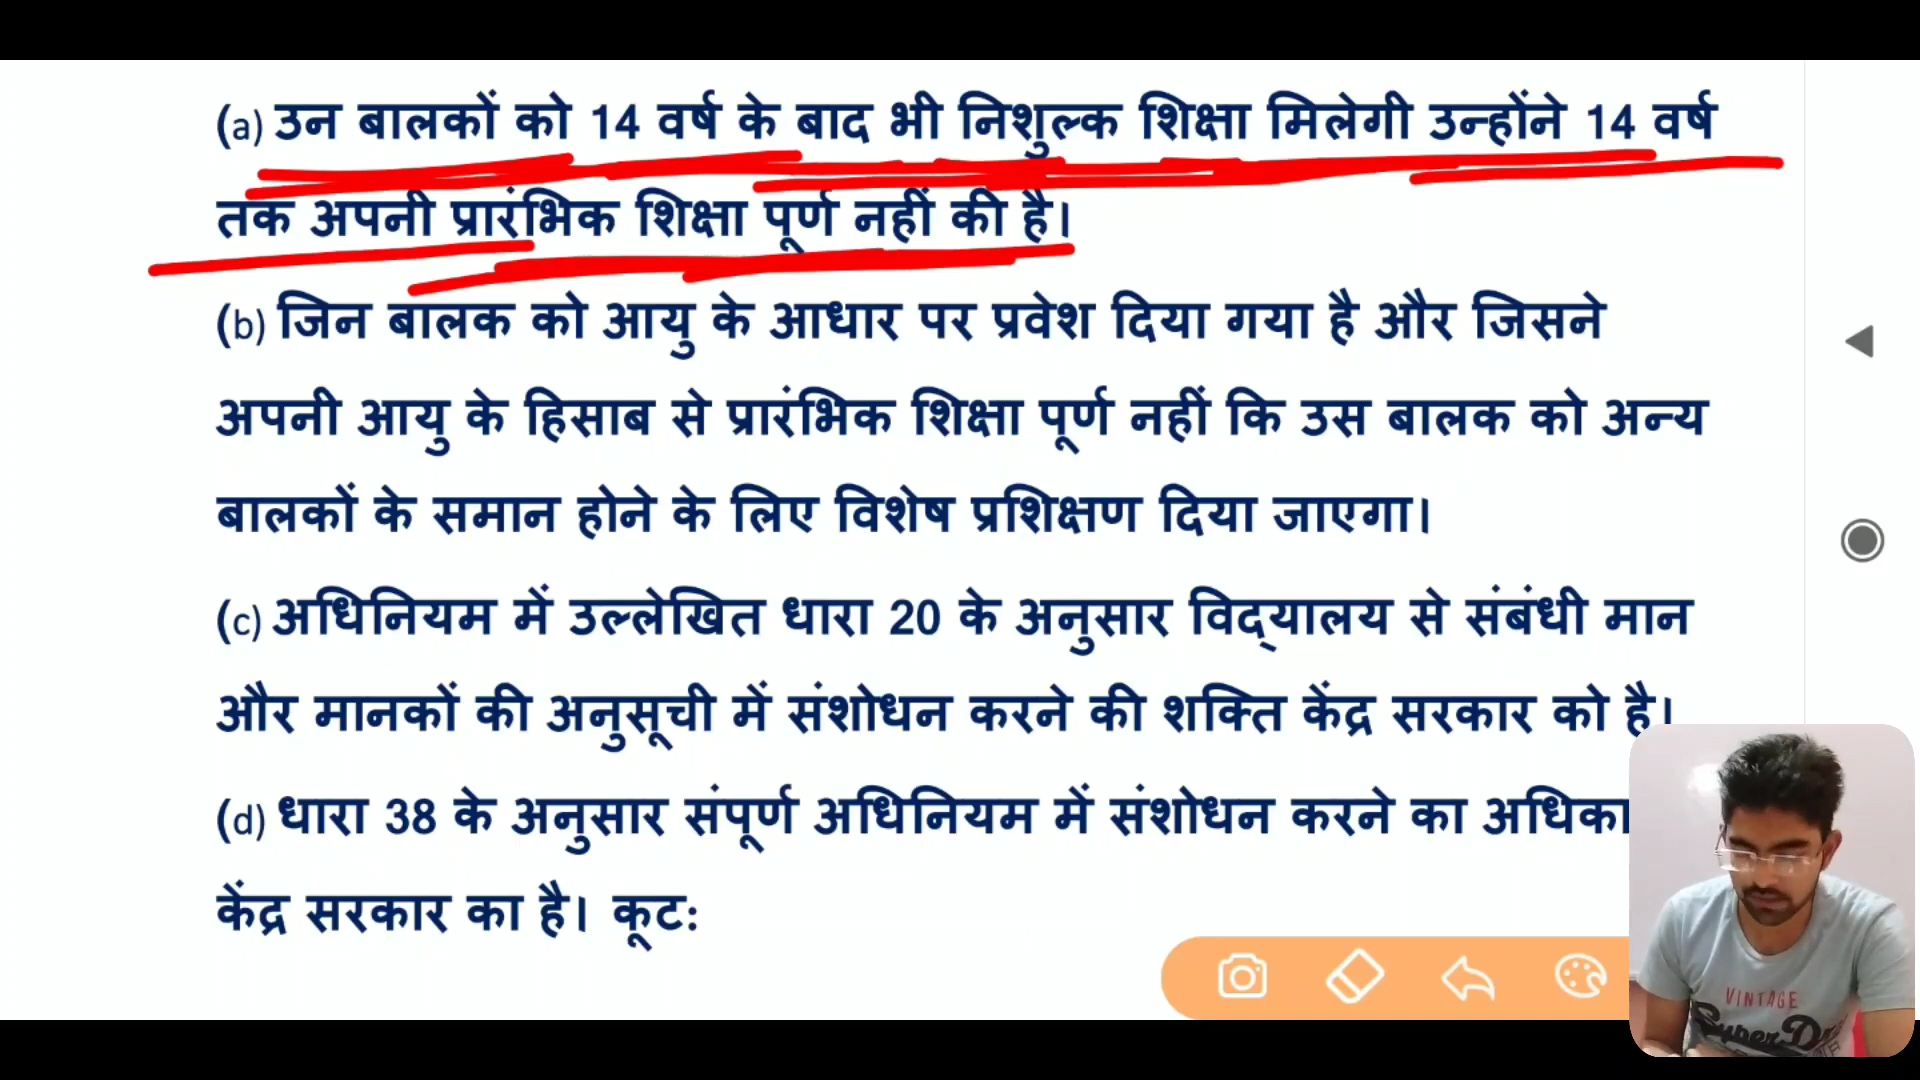 (a) उन बालकों को 14 वर्ष के बाद भी निशुल्क शिक्षा मिलेगी उन्होंने 14 वर्ष
तक अपनी प्रारंभिक शिक्षा पूर्ण नहीं की है।
(b) जिन बालक को आयु के आधार पर प्रवेश दिया गया है और जिसने
अपनी आयु के हिसाब से प्रारंभिक शिक्षा पूर्ण नहीं कि उस बालक को अन्य
बालकों के समान होने के लिए विशेष प्रशिक्षण दिया जाएगा।
(c) अधिनियम में उल्लेखित धारा 20 के अनुसार विद्यालय से संबंधी मान
और मानकों की अनुसूची में संशोधन करने की शक्ति केंद्र सरकार को है।
(d) धारा 38 के अनुसार संपूर्ण अधिनियम में संशोधन करने का
केंद्र सरकार का है। कूट:
VINTAGE